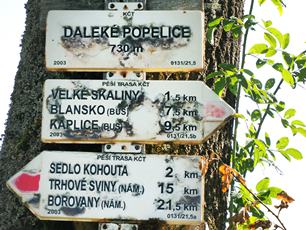 KČT
DALEKÉ POPELICE
730 m
2003 0131/21,5
PĚŠÍ TRASA KČT
VELKÉ SKALINY 1,5 km
BLANSKO (BUS) 7,5 km
KAPLICE (BUS) 9,5 km
2003 0131/21,5b
PĚŠÍ TRASA KČT
SEDLO KOHOUTA 2 km
TRHOVÉ SVINY (NÁM.) 15 km
BOROVANY (NÁM.) 21,5 km
2003 0131/21,5a